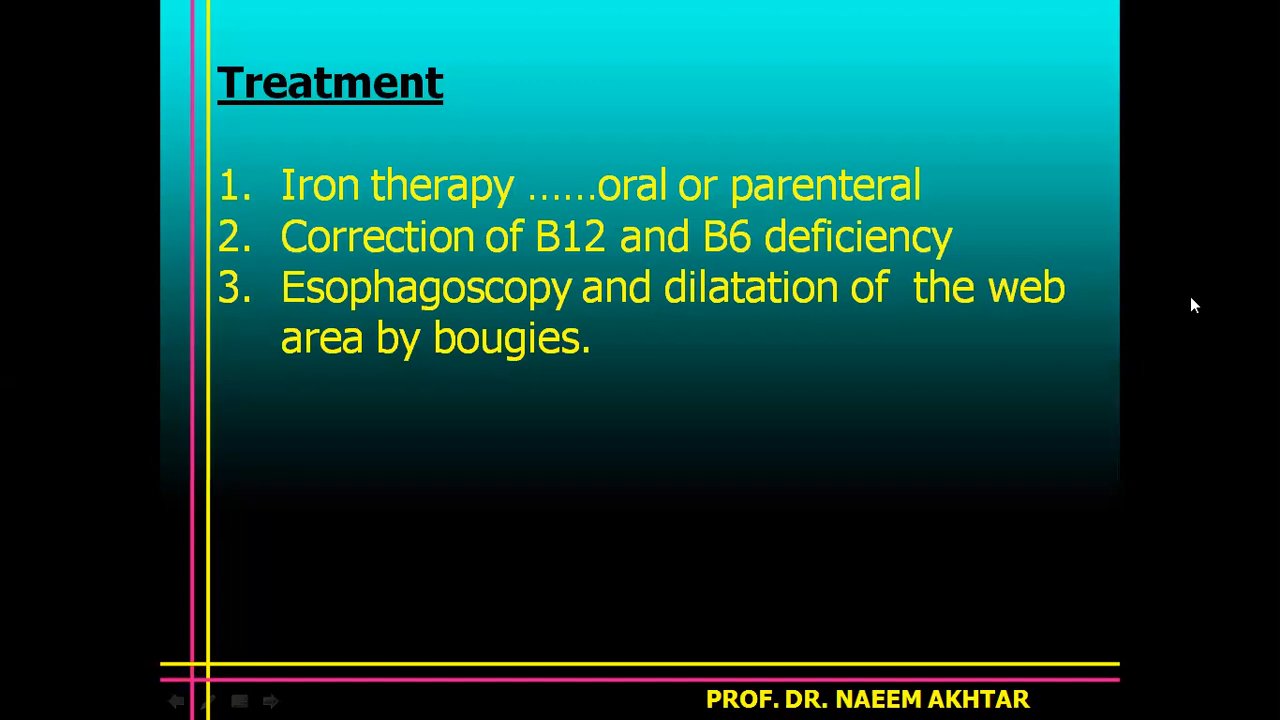 Treatment
1. Iron therapy ......oral or parenteral
2. Correction of B12 and B6 deficiency
3. Esophagoscopy and dilatation of  the web
area by bougies.
PROF. DR. NAEEM AKHTAR